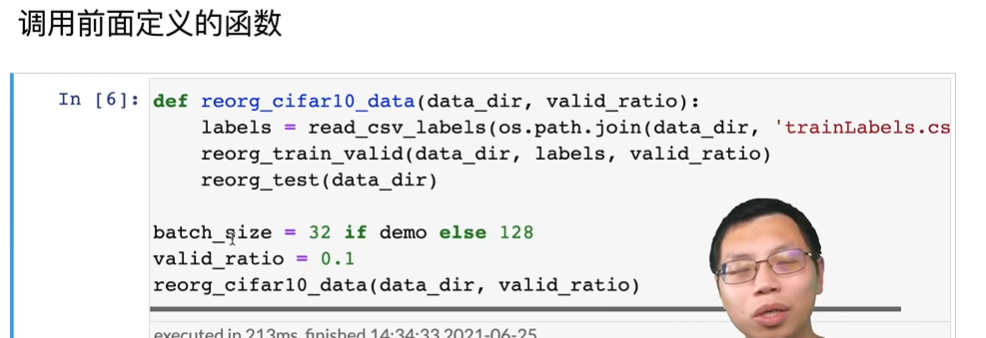 调用前面定义的函数
In [6]: def reorg_cifar10_data(data_dir, valid_ratio):
labels = read_csv_labels(os.path.join(data_dir, 'trainLabels.cs
reorg_train_valid(data_dir, labels, valid_ratio)
reorg_test(data_dir)
batch_size = 32 if demo else 128
valid_ratio = 0.1
reorg_cifar10_data(data_dir, valid_ratio)
executed in 213ms, finished 14:34:33 2021-06-25